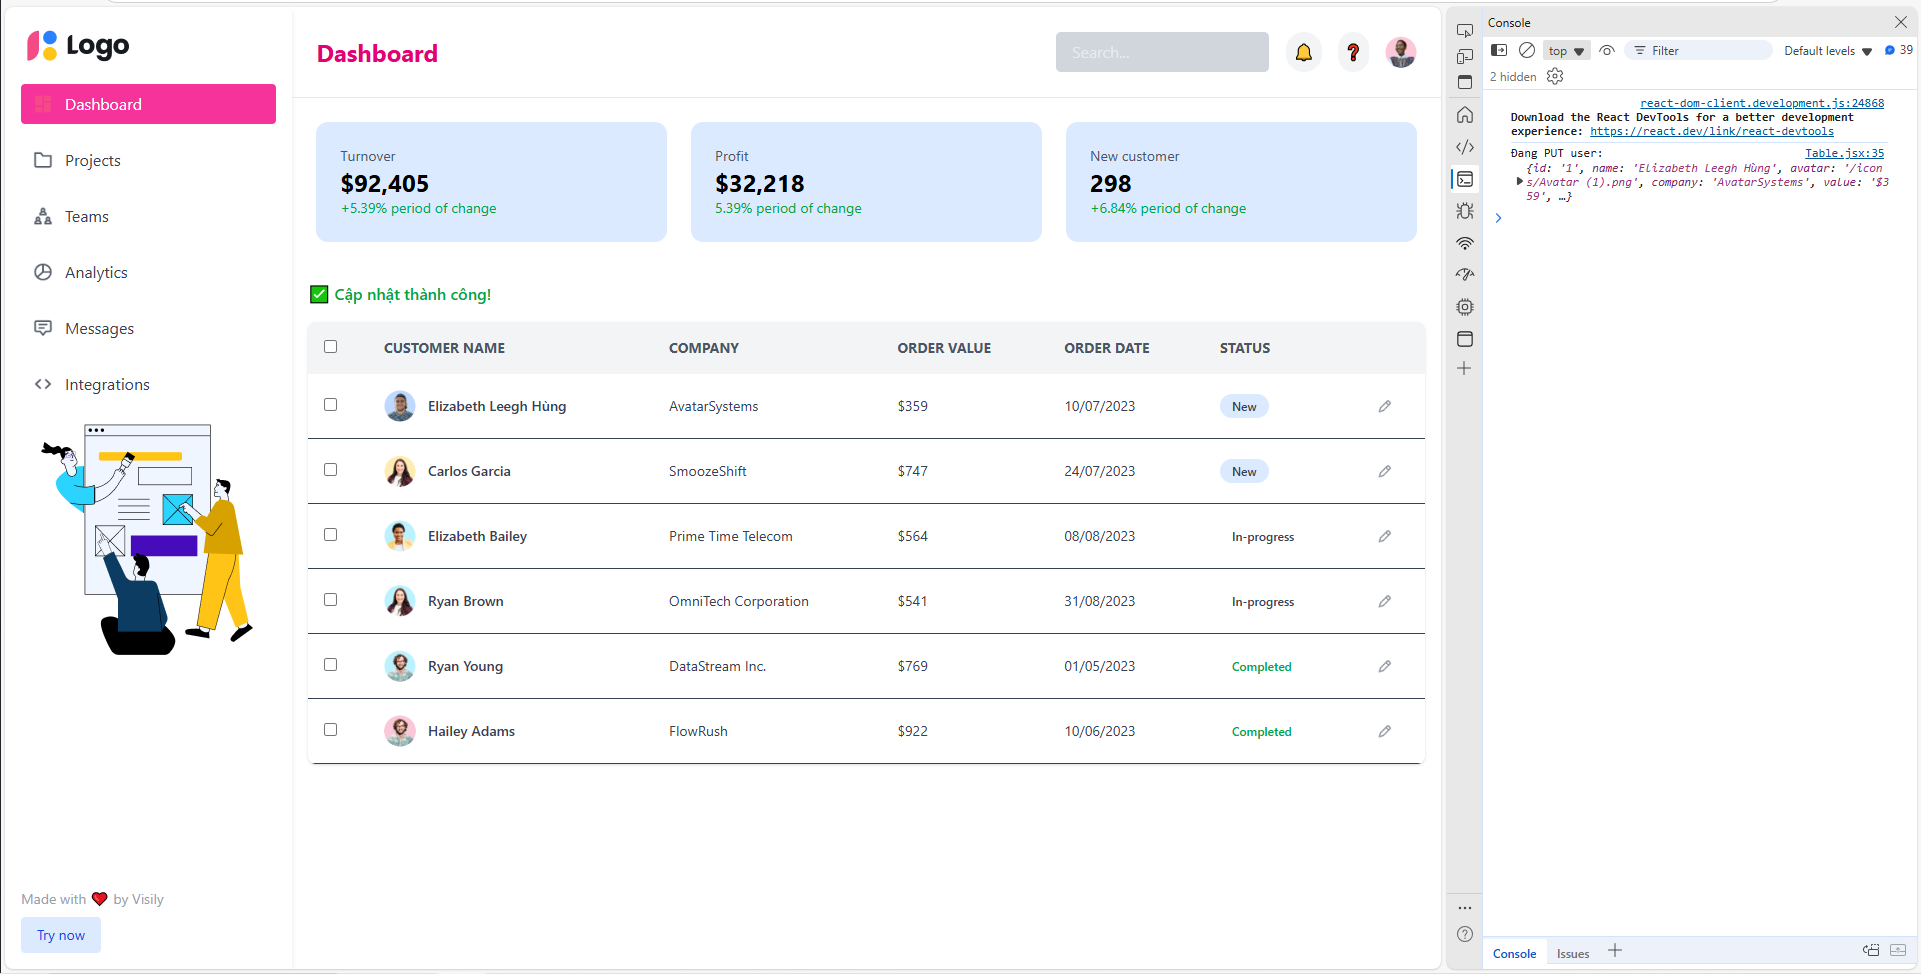 Logo
Dashboard
Projects
Teams
Analytics
Messages
Integrations
Made with ❤️ by Visily
Try now
Dashboard
Search...
Turnover
$92,405
+5.39% period of change
Profit
$32,218
5.39% period of change
New customer
298
+6.84% period of change
✅ Cập nhật thành công!
CUSTOMER NAME COMPANY ORDER VALUE ORDER DATE STATUS
Elizabeth Leegh Hùng AvatarSystems $359 10/07/2023 New
Carlos Garcia SmoozeShift $747 24/07/2023 New
Elizabeth Bailey Prime Time Telecom $564 08/08/2023 In-progress
Ryan Brown OmniTech Corporation $541 31/08/2023 In-progress
Ryan Young DataStream Inc. $769 01/05/2023 Completed
Hailey Adams FlowRush $922 10/06/2023 Completed
Console
top Filter Default levels 39
2 hidden
react-dom-client.development.js:24868
Download the React DevTools for a better development
experience: https://react.dev/link/react-devtools
Đang PUT user: Table.jsx:35
{id: '1', name: 'Elizabeth Leegh Hùng', avatar: '/icon
s/Avatar (1).png', company: 'AvatarSystems', value: '$3
59', …}
Console Issues